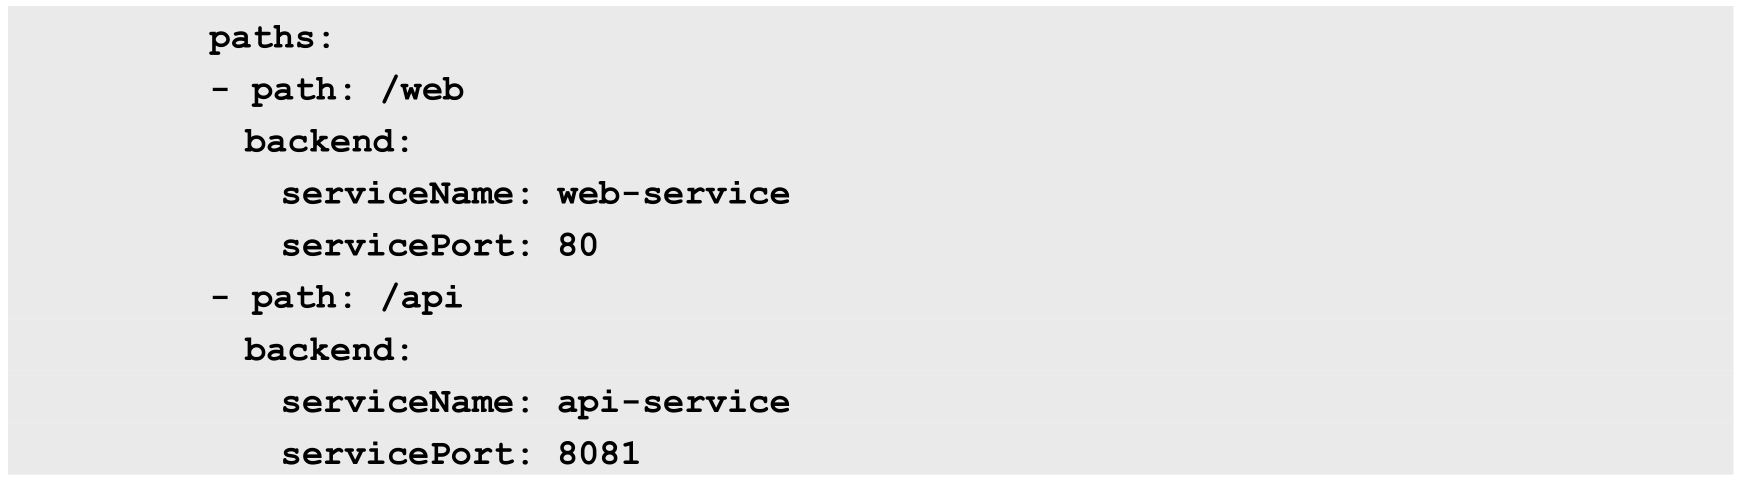 paths:
- path: /web
  backend:
    serviceName: web-service
    servicePort: 80
- path: /api
  backend:
    serviceName: api-service
    servicePort: 8081